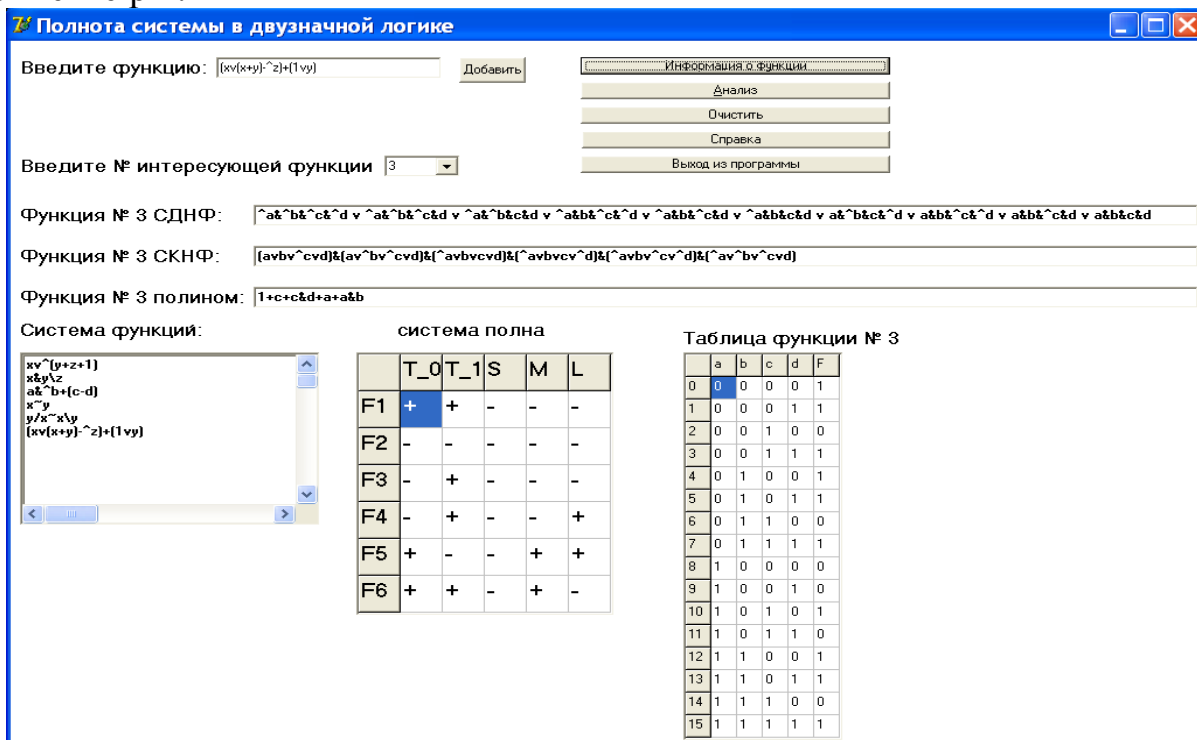 Полнота системы в двузначной логике
Введите функцию: (xv(x+y)-^z)+(1vy) Добавить
Информация о функции
Анализ
Очистить
Справка
Выход из программы
Введите № интересующей функции 3
Функция № 3 СДНФ: ^a&^b&^c&^d v ^a&^b&^c&d v ^a&^b&c&d v ^a&b&^c&^d v ^a&b&^c&d v ^a&b&c&d v a&^b&c&^d v a&b&^c&^d v a&b&^c&d v a&b&c&d
Функция № 3 СКНФ: (avbv^cvd)&(av^bv^cvd)&(^avbvcvd)&(^avbvcv^d)&(^avbv^cv^d)&(^av^bv^cvd)
Функция № 3 полином: 1+c+c&d+a+a&b
Система функций:
xv^(y+z+1)
x&y\z
a&^b+(c-d)
x~y
y/x~x\y
(xv(x+y)-^z)+(1vy)
система полна
T_0 T_1 S M L
F1 + + - - -
F2 - - - - -
F3 - + - - -
F4 - + - - +
F5 + - - + +
F6 + + - + -
Таблица функции № 3
a b c d F
0 0 0 0 0 1
1 0 0 0 1 1
2 0 0 1 0 0
3 0 0 1 1 1
4 0 1 0 0 1
5 0 1 0 1 1
6 0 1 1 0 0
7 0 1 1 1 1
8 1 0 0 0 0
9 1 0 0 1 0
10 1 0 1 0 1
11 1 0 1 1 0
12 1 1 0 0 1
13 1 1 0 1 1
14 1 1 1 0 0
15 1 1 1 1 1